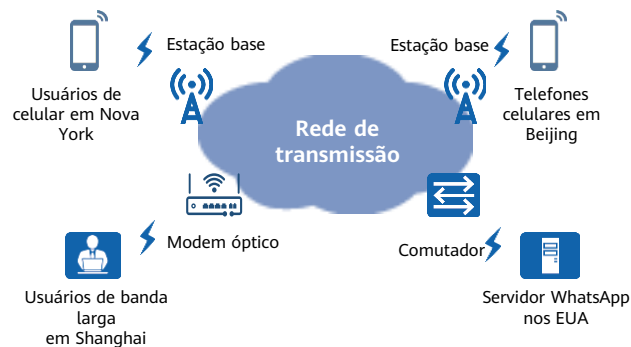 Estação base
Estação base
Usuários de
celular em Nova
York
Telefones
celulares em
Beijing
Rede de
transmissão
Modem óptico
Comutador
Usuários de banda
larga
em Shanghai
Servidor WhatsApp
nos EUA